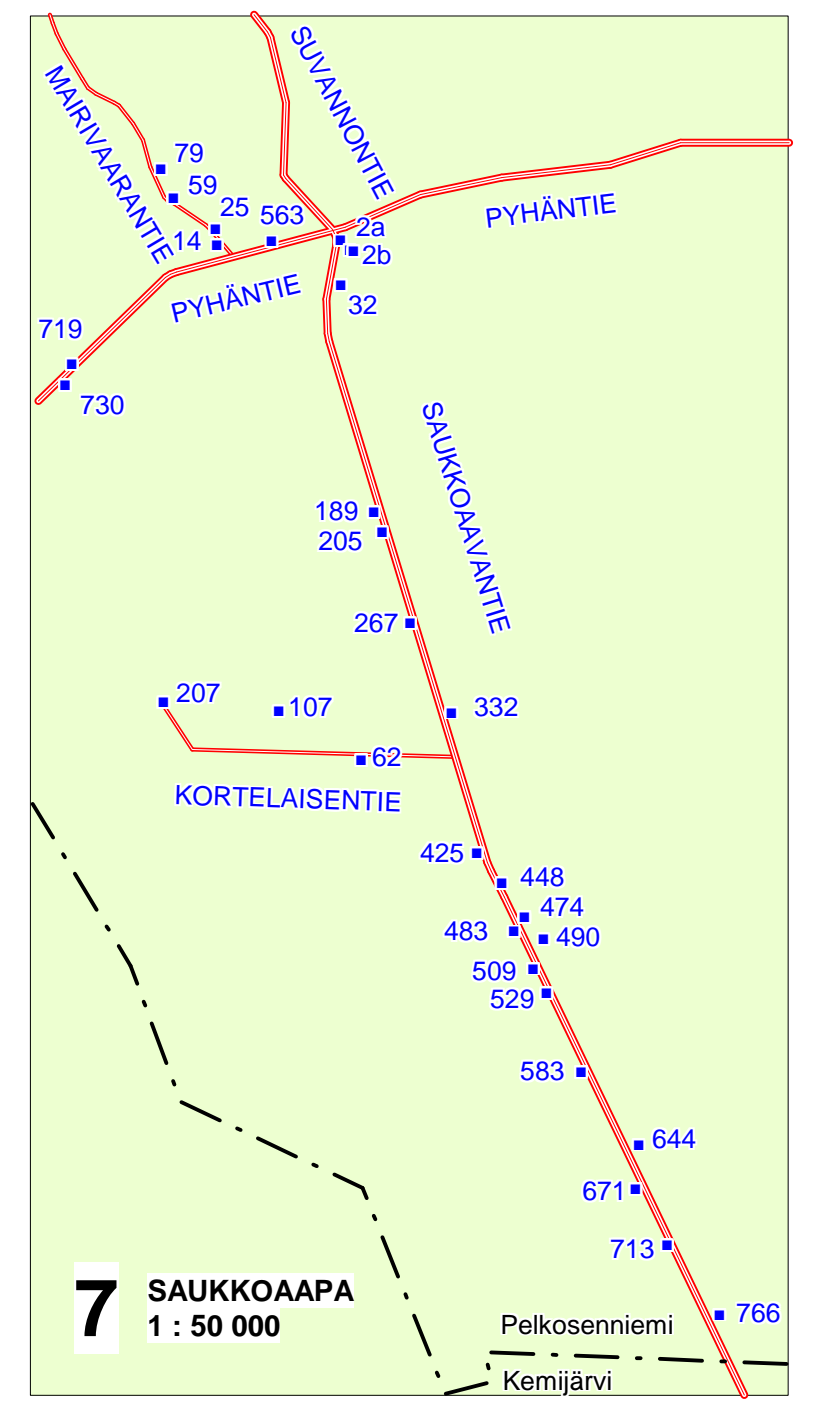 SUVANNONTIE
MAIRIVAARANTIE
79
59
25
563
14
2a
2b
PYHÄNTIE
PYHÄNTIE
32
719
730
SAUKKOAAVANTIE
189
205
267
207
107
332
62
KORTELAISENTIE
425
448
474
483
490
509
529
583
644
671
713
766
7
SAUKKOAAPA
1 : 50 000
Pelkosenniemi
Kemijärvi